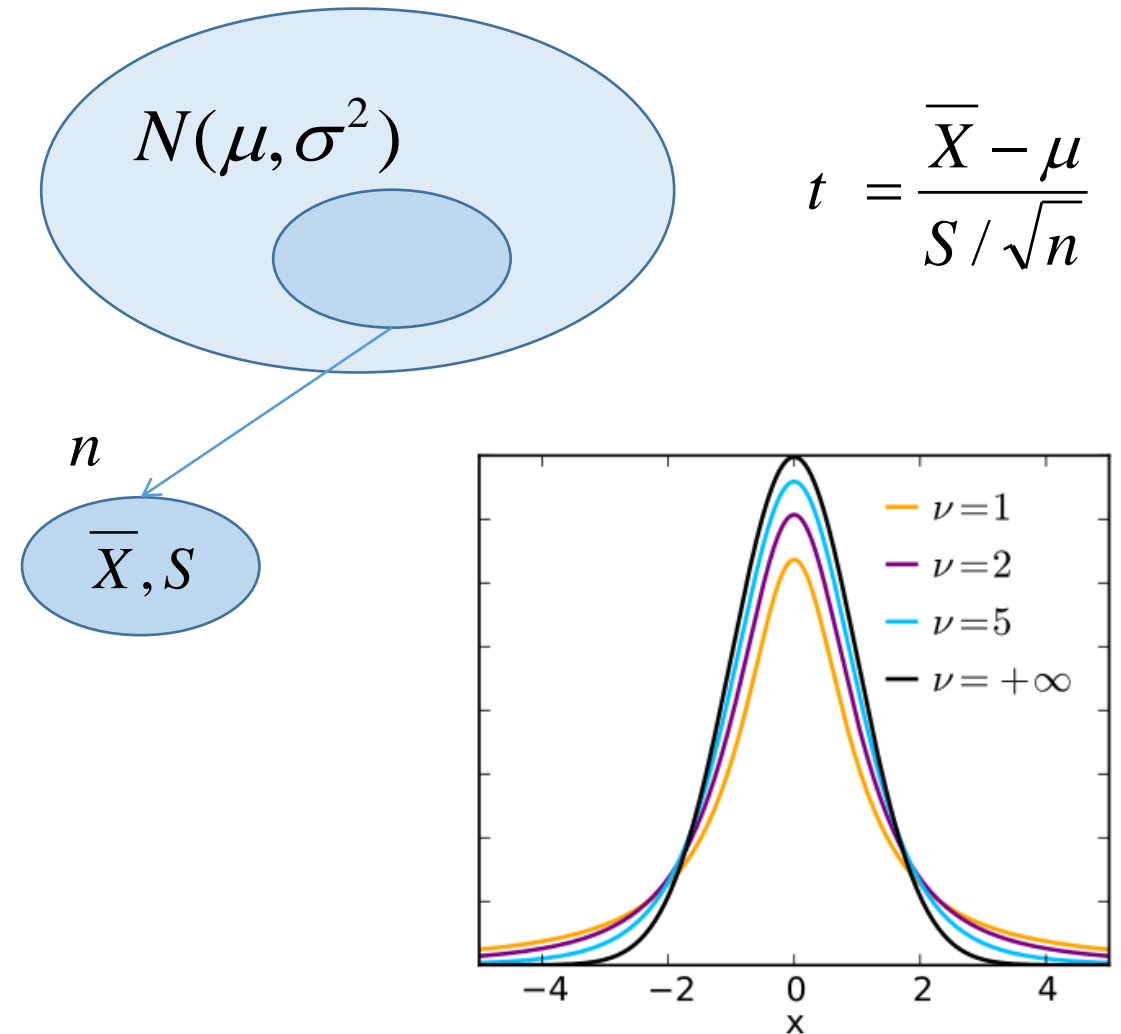 N(μ, σ²)
t = (X̄ − μ) / (S / √n)
n
X̄, S
ν=1
ν=2
ν=5
ν=+∞
−4 −2 0 2 4
x